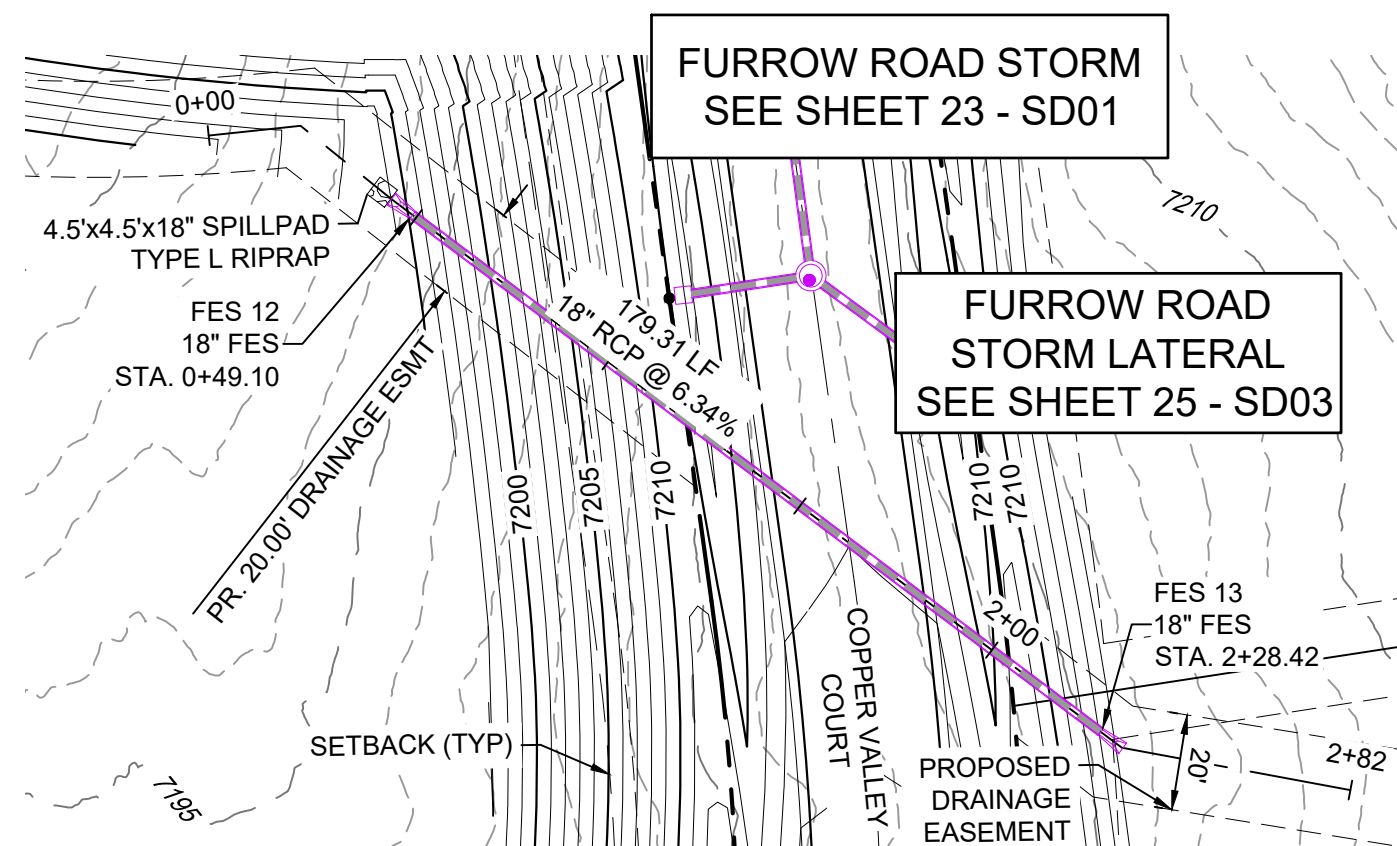 FURROW ROAD STORM
SEE SHEET 23 - SD01
0+00
7210
4.5'x4.5'x18" SPILLPAD
TYPE L RIPRAP
FES 12
18" FES
STA. 0+49.10
179.31 LF
18" RCP @ 6.34%
FURROW ROAD
STORM LATERAL
SEE SHEET 25 - SD03
PR. 20.00' DRAINAGE ESMT
7200
7205
7210
7210
7210
FES 13
18" FES
STA. 2+28.42
2+00
COPPER VALLEY
COURT
SETBACK (TYP)
PROPOSED
DRAINAGE
EASEMENT
20'
2+82
7195